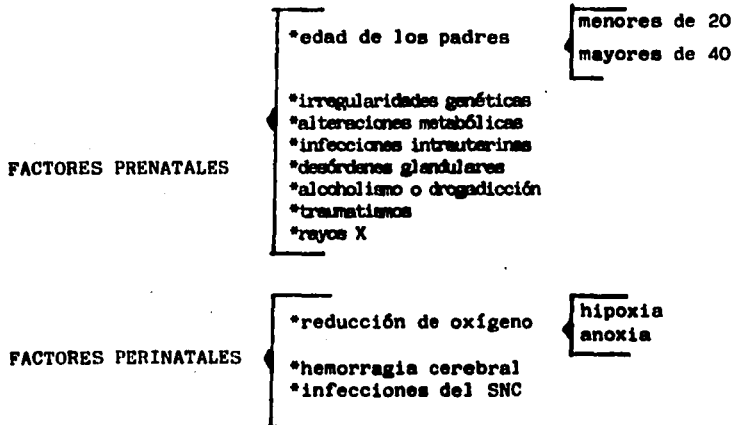 *edad de los padres
menores de 20
mayores de 40
*irregularidades genéticas
*alteraciones metabólicas
*infecciones intrauterinas
FACTORES PRENATALES
*desórdenes glandulares
*alcoholismo o drogadicción
*traumatismos
*rayos X
*reducción de oxígeno
hipoxia
anoxia
FACTORES PERINATALES
*hemorragia cerebral
*infecciones del SNC